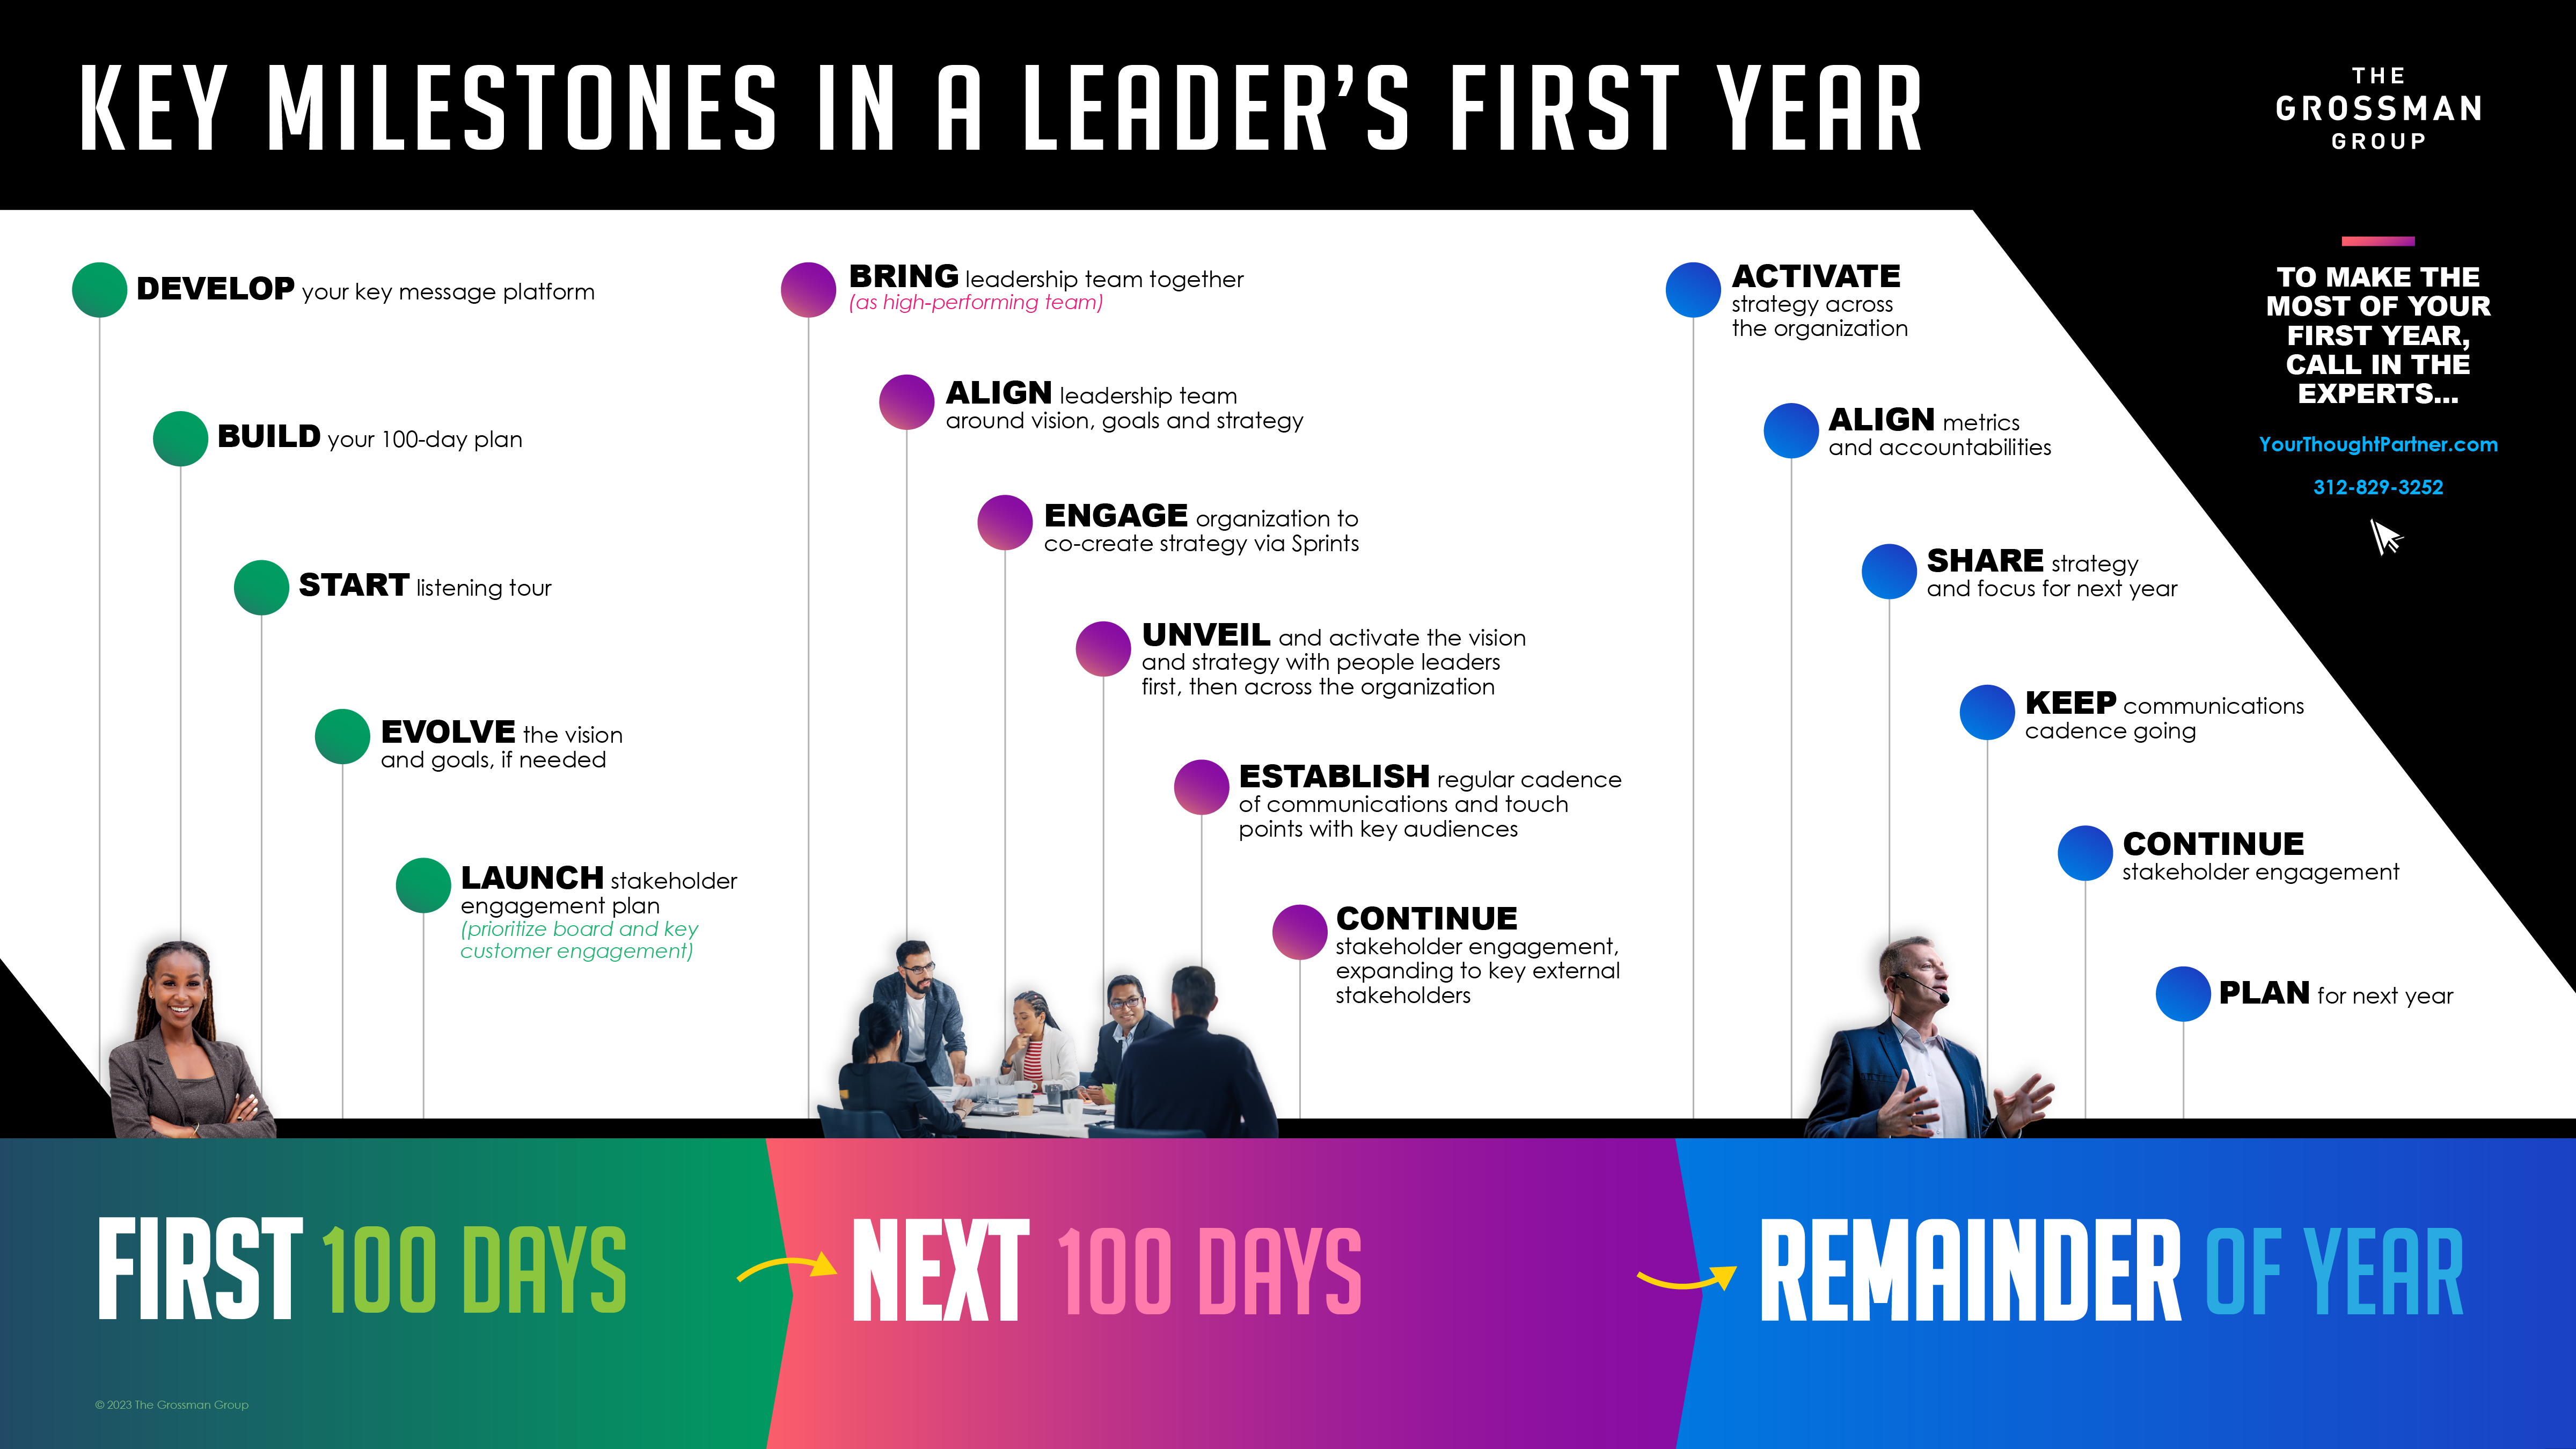 KEY MILESTONES IN A LEADER’S FIRST YEAR
THE
GROSSMAN
GROUP
DEVELOP your key message platform
BUILD your 100-day plan
START listening tour
EVOLVE the vision
and goals, if needed
LAUNCH stakeholder
engagement plan
(prioritize board and key
customer engagement)
BRING leadership team together
(as high-performing team)
ALIGN leadership team
around vision, goals and strategy
ENGAGE organization to
co-create strategy via Sprints
UNVEIL and activate the vision
and strategy with people leaders
first, then across the organization
ESTABLISH regular cadence
of communications and touch
points with key audiences
CONTINUE
stakeholder engagement,
expanding to key external
stakeholders
ACTIVATE
strategy across
the organization
ALIGN metrics
and accountabilities
SHARE strategy
and focus for next year
KEEP communications
cadence going
CONTINUE
stakeholder engagement
PLAN for next year
TO MAKE THE
MOST OF YOUR
FIRST YEAR,
CALL IN THE
EXPERTS...
YourThoughtPartner.com
312-829-3252
FIRST 100 DAYS
NEXT 100 DAYS
REMAINDER OF YEAR
© 2023 The Grossman Group